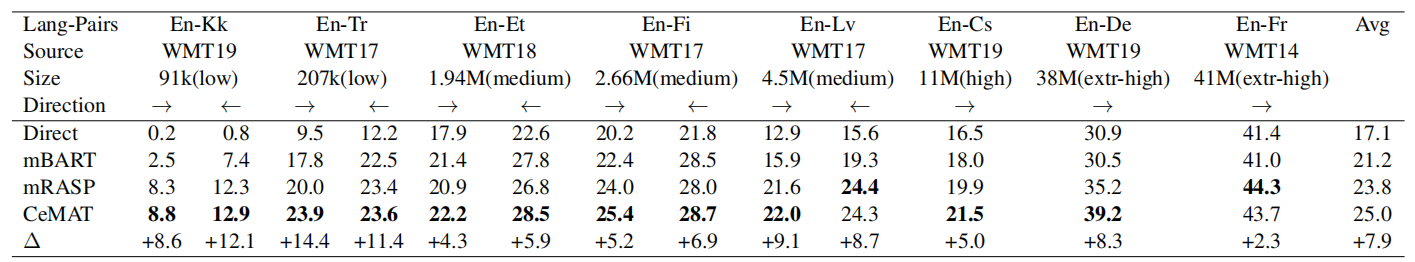 Lang-Pairs En-Kk En-Tr En-Et En-Fi En-Lv En-Cs En-De En-Fr Avg
Source WMT19 WMT17 WMT18 WMT17 WMT17 WMT19 WMT19 WMT14
Size 91k(low) 207k(low) 1.94M(medium) 2.66M(medium) 4.5M(medium) 11M(high) 38M(extr-high) 41M(extr-high)
Direction → ← → ← → ← → ← → ← → → →
Direct 0.2 0.8 9.5 12.2 17.9 22.6 20.2 21.8 12.9 15.6 16.5 30.9 41.4 17.1
mBART 2.5 7.4 17.8 22.5 21.4 27.8 22.4 28.5 15.9 19.3 18.0 30.5 41.0 21.2
mRASP 8.3 12.3 20.0 23.4 20.9 26.8 24.0 28.0 21.6 24.4 19.9 35.2 44.3 23.8
CeMAT 8.8 12.9 23.9 23.6 22.2 28.5 25.4 28.7 22.0 24.3 21.5 39.2 43.7 25.0
Δ +8.6 +12.1 +14.4 +11.4 +4.3 +5.9 +5.2 +6.9 +9.1 +8.7 +5.0 +8.3 +2.3 +7.9